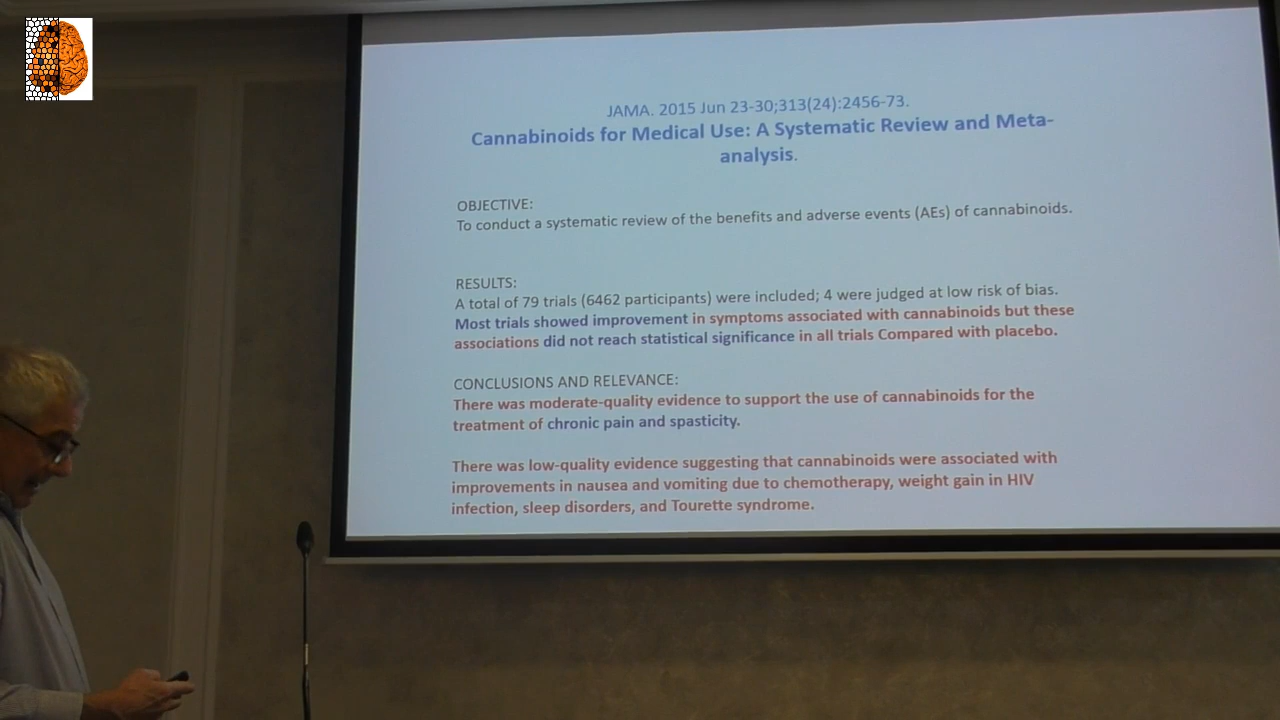 JAMA. 2015 Jun 23-30;313(24):2456-73.
Cannabinoids for Medical Use: A Systematic Review and Meta-
analysis.
OBJECTIVE:
To conduct a systematic review of the benefits and adverse events (AEs) of cannabinoids.
RESULTS:
A total of 79 trials (6462 participants) were included; 4 were judged at low risk of bias.
Most trials showed improvement in symptoms associated with cannabinoids but these
associations did not reach statistical significance in all trials Compared with placebo.
CONCLUSIONS AND RELEVANCE:
There was moderate-quality evidence to support the use of cannabinoids for the
treatment of chronic pain and spasticity.
There was low-quality evidence suggesting that cannabinoids were associated with
improvements in nausea and vomiting due to chemotherapy, weight gain in HIV
infection, sleep disorders, and Tourette syndrome.